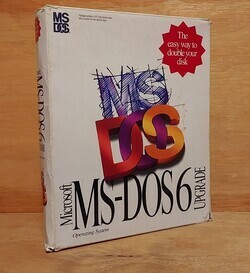 MS
DOS
The
easy way to
double your
disk
MS
DOS
Microsoft
MS-DOS 6
UPGRADE
Operating System